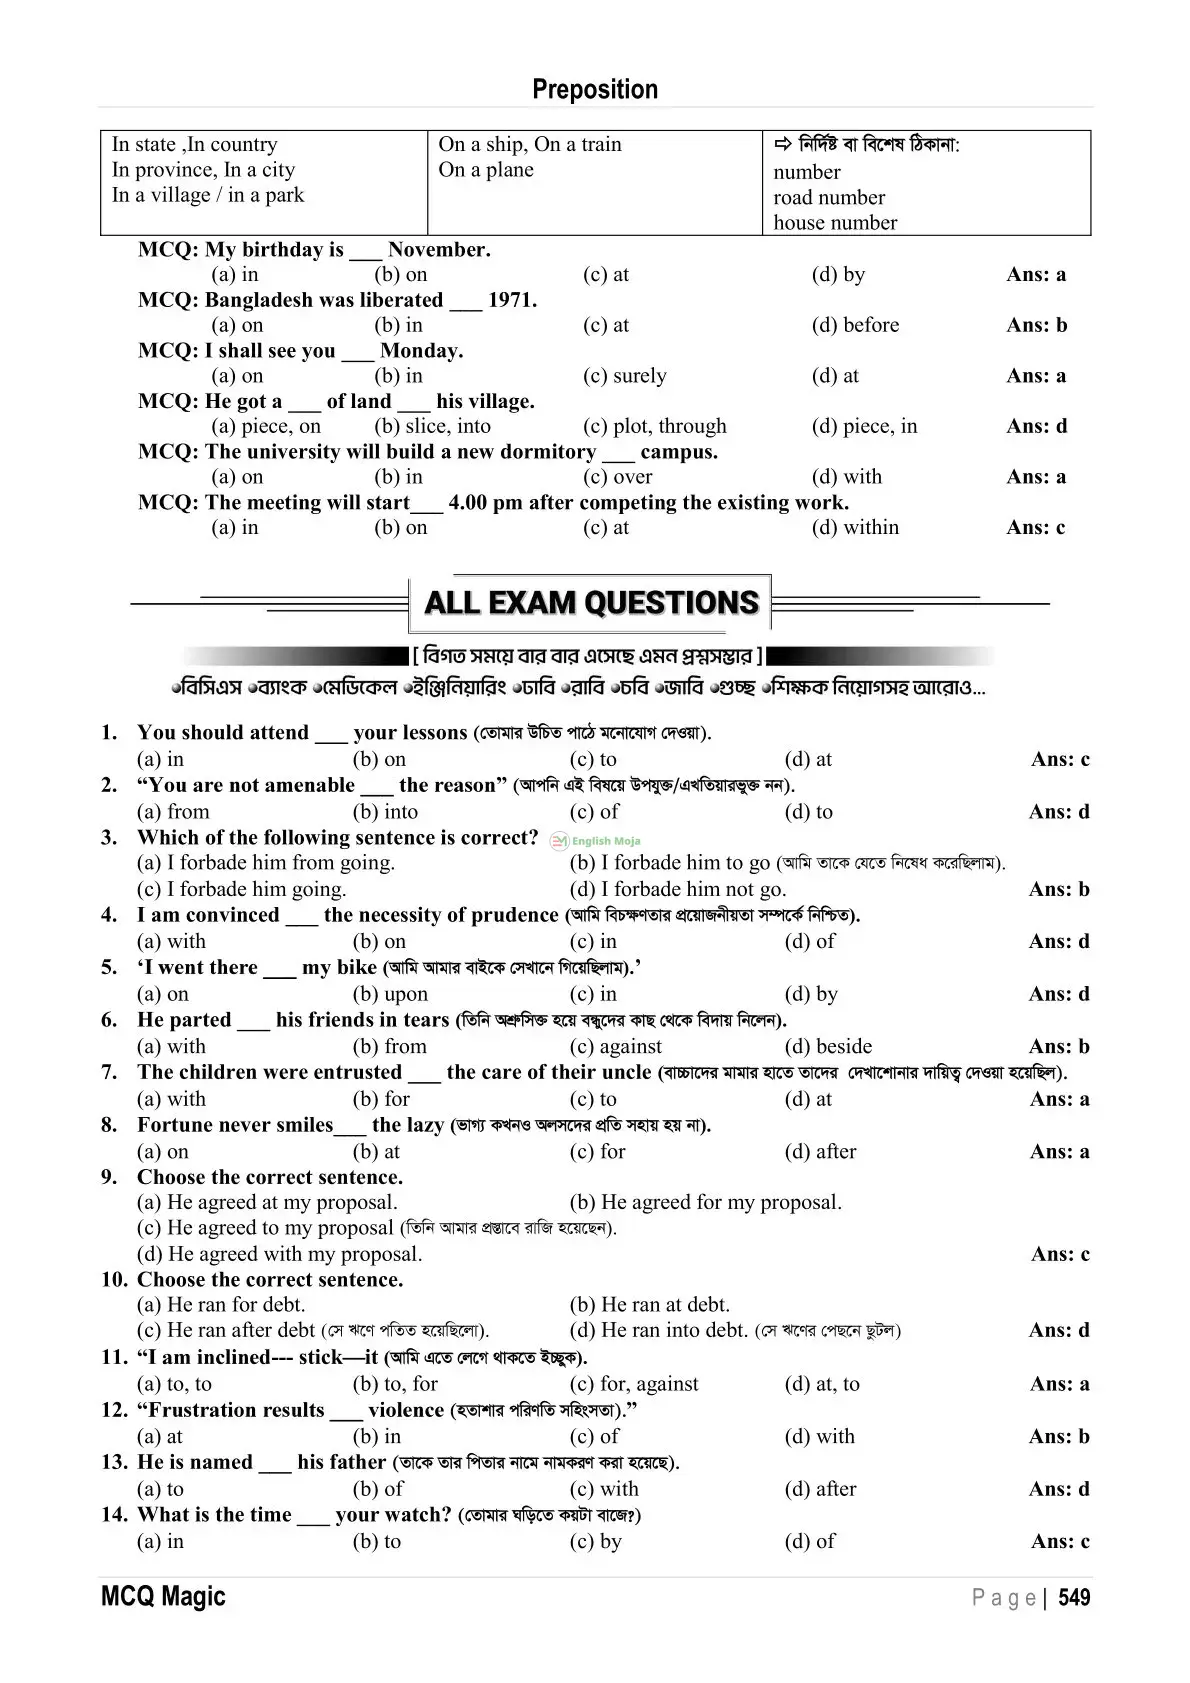 Preposition
In state ,In country
In province, In a city
In a village / in a park
On a ship, On a train
On a plane
⇨ নির্দিষ্ট বা বিশেষ ঠিকানা:
number
road number
house number
MCQ: My birthday is ___ November.
(a) in (b) on (c) at (d) by Ans: a
MCQ: Bangladesh was liberated ___ 1971.
(a) on (b) in (c) at (d) before Ans: b
MCQ: I shall see you ___ Monday.
(a) on (b) in (c) surely (d) at Ans: a
MCQ: He got a ___ of land ___ his village.
(a) piece, on (b) slice, into (c) plot, through (d) piece, in Ans: d
MCQ: The university will build a new dormitory ___ campus.
(a) on (b) in (c) over (d) with Ans: a
MCQ: The meeting will start___ 4.00 pm after competing the existing work.
(a) in (b) on (c) at (d) within Ans: c
ALL EXAM QUESTIONS
[ বিগত সময়ে বার বার এসেছে এমন প্রশ্নসম্ভার ]
●বিসিএস ●ব্যাংক ●মেডিকেল ●ইঞ্জিনিয়ারিং ●ঢাবি ●রাবি ●চবি ●জাবি ●গুচ্ছ ●শিক্ষক নিয়োগসহ আরোও...
1. You should attend ___ your lessons (তোমার উচিত পাঠে মনোযোগ দেওয়া).
(a) in (b) on (c) to (d) at Ans: c
2. “You are not amenable ___ the reason” (আপনি এই বিষয়ে উপযুক্ত/এখতিয়ারভুক্ত নন).
(a) from (b) into (c) of (d) to Ans: d
3. Which of the following sentence is correct? English Moja
(a) I forbade him from going. (b) I forbade him to go (আমি তাকে যেতে নিষেধ করেছিলাম).
(c) I forbade him going. (d) I forbade him not go. Ans: b
4. I am convinced ___ the necessity of prudence (আমি বিচক্ষণতার প্রয়োজনীয়তা সম্পর্কে নিশ্চিত).
(a) with (b) on (c) in (d) of Ans: d
5. ‘I went there ___ my bike (আমি আমার বাইকে সেখানে গিয়েছিলাম).’
(a) on (b) upon (c) in (d) by Ans: d
6. He parted ___ his friends in tears (তিনি অশ্রুসিক্ত হয়ে বন্ধুদের কাছ থেকে বিদায় নিলেন).
(a) with (b) from (c) against (d) beside Ans: b
7. The children were entrusted ___ the care of their uncle (বাচ্চাদের মামার হাতে তাদের দেখাশোনার দায়িত্ব দেওয়া হয়েছিল).
(a) with (b) for (c) to (d) at Ans: a
8. Fortune never smiles___ the lazy (ভাগ্য কখনও অলসদের প্রতি সহায় হয় না).
(a) on (b) at (c) for (d) after Ans: a
9. Choose the correct sentence.
(a) He agreed at my proposal. (b) He agreed for my proposal.
(c) He agreed to my proposal (তিনি আমার প্রস্তাবে রাজি হয়েছেন).
(d) He agreed with my proposal. Ans: c
10. Choose the correct sentence.
(a) He ran for debt. (b) He ran at debt.
(c) He ran after debt (সে ঋণে পতিত হয়েছিলো). (d) He ran into debt. (সে ঋণের পেছনে ছুটল) Ans: d
11. “I am inclined--- stick—it (আমি এতে লেগে থাকতে ইচ্ছুক).
(a) to, to (b) to, for (c) for, against (d) at, to Ans: a
12. “Frustration results ___ violence (হতাশার পরিণতি সহিংসতা).”
(a) at (b) in (c) of (d) with Ans: b
13. He is named ___ his father (তাকে তার পিতার নামে নামকরণ করা হয়েছে).
(a) to (b) of (c) with (d) after Ans: d
14. What is the time ___ your watch? (তোমার ঘড়িতে কয়টা বাজে?)
(a) in (b) to (c) by (d) of Ans: c
MCQ Magic Page| 549